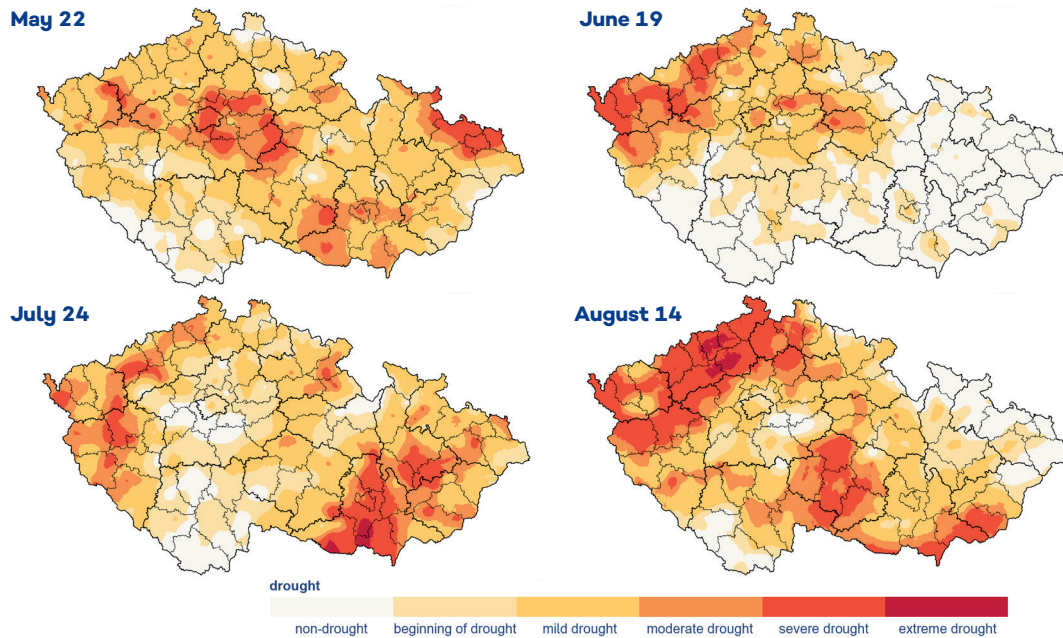 May 22
June 19
July 24
August 14
drought
non-drought
beginning of drought
mild drought
moderate drought
severe drought
extreme drought